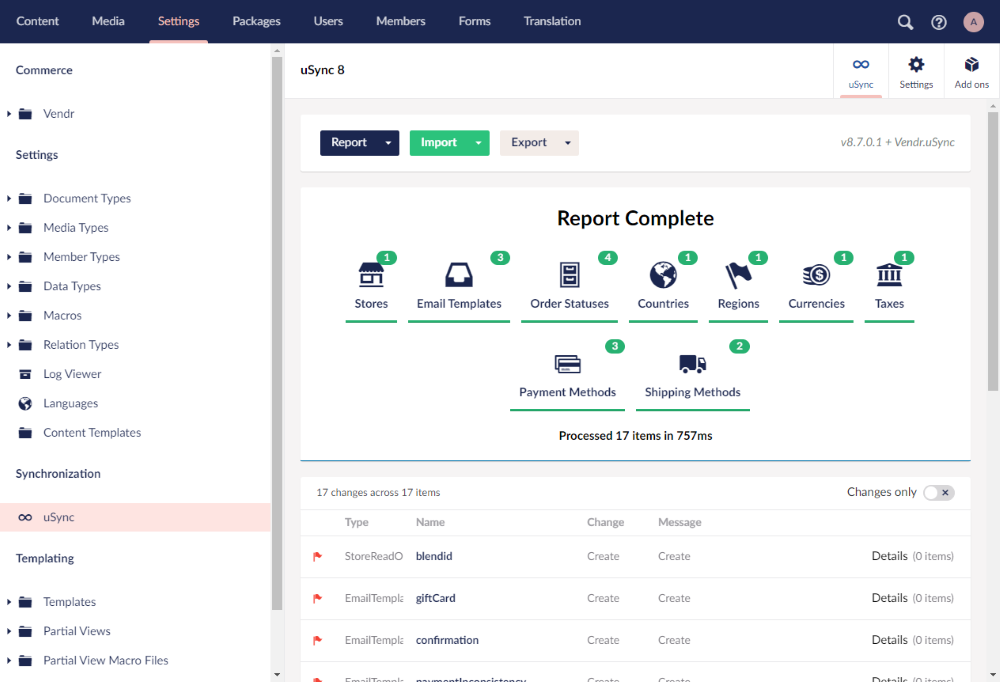 Content Media Settings Packages Users Members Forms Translation A
Commerce
Vendr
Settings
Document Types
Media Types
Member Types
Data Types
Macros
Relation Types
Log Viewer
Languages
Content Templates
Synchronization
uSync
Templating
Templates
Partial Views
Partial View Macro Files
uSync 8
uSync Settings Add ons
Report Import Export v8.7.0.1 + Vendr.uSync
Report Complete
1 3 4 1 1 1 1
Stores Email Templates Order Statuses Countries Regions Currencies Taxes
3 2
Payment Methods Shipping Methods
Processed 17 items in 757ms
17 changes across 17 items Changes only
Type Name Change Message
StoreReadO blendid Create Create Details (0 items)
EmailTempla giftCard Create Create Details (0 items)
EmailTempla confirmation Create Create Details (0 items)
EmailTempla paymentInconsistency Create Create Details (0 items)